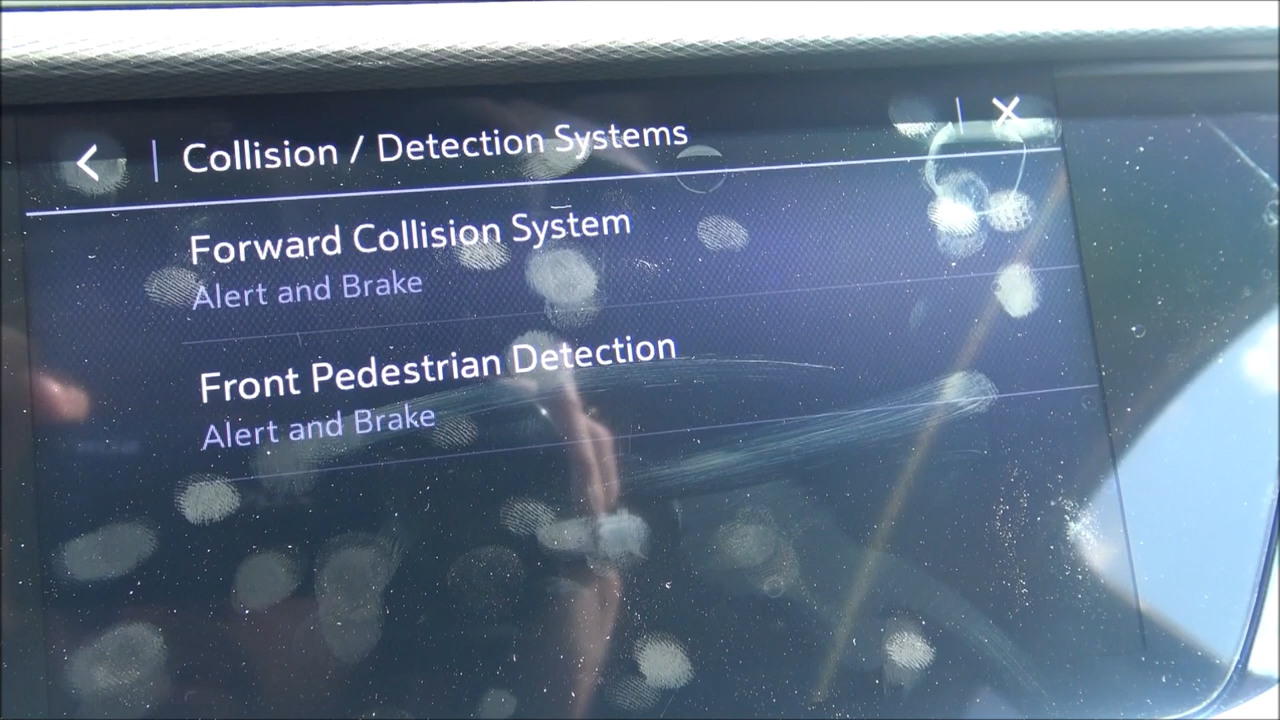 Collision / Detection Systems
Forward Collision System
Alert and Brake
Front Pedestrian Detection
Alert and Brake